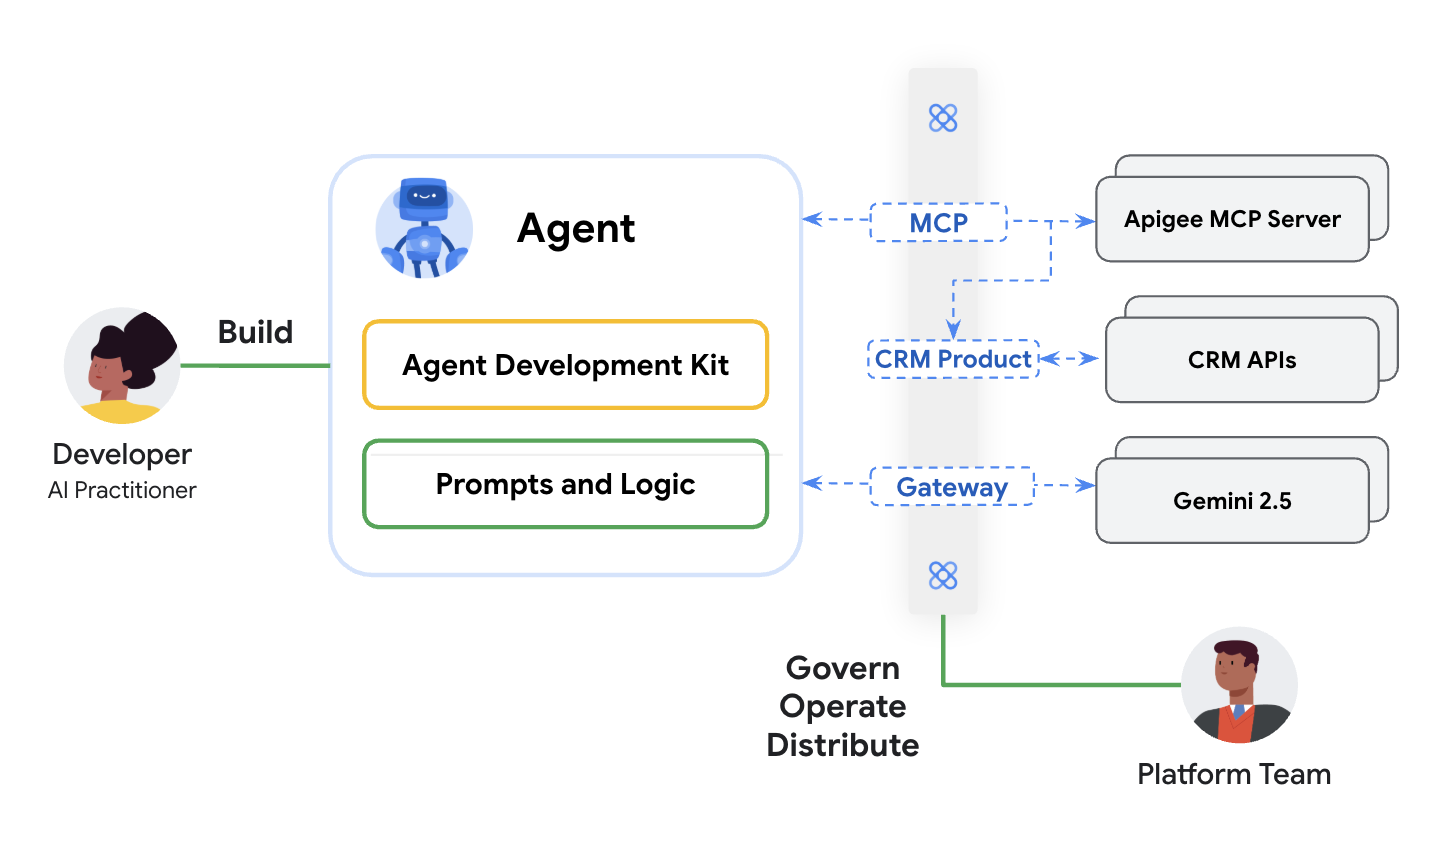 Build
Developer
AI Practitioner
Agent
Agent Development Kit
Prompts and Logic
MCP
CRM Product
Gateway
Apigee MCP Server
CRM APIs
Gemini 2.5
Govern
Operate
Distribute
Platform Team